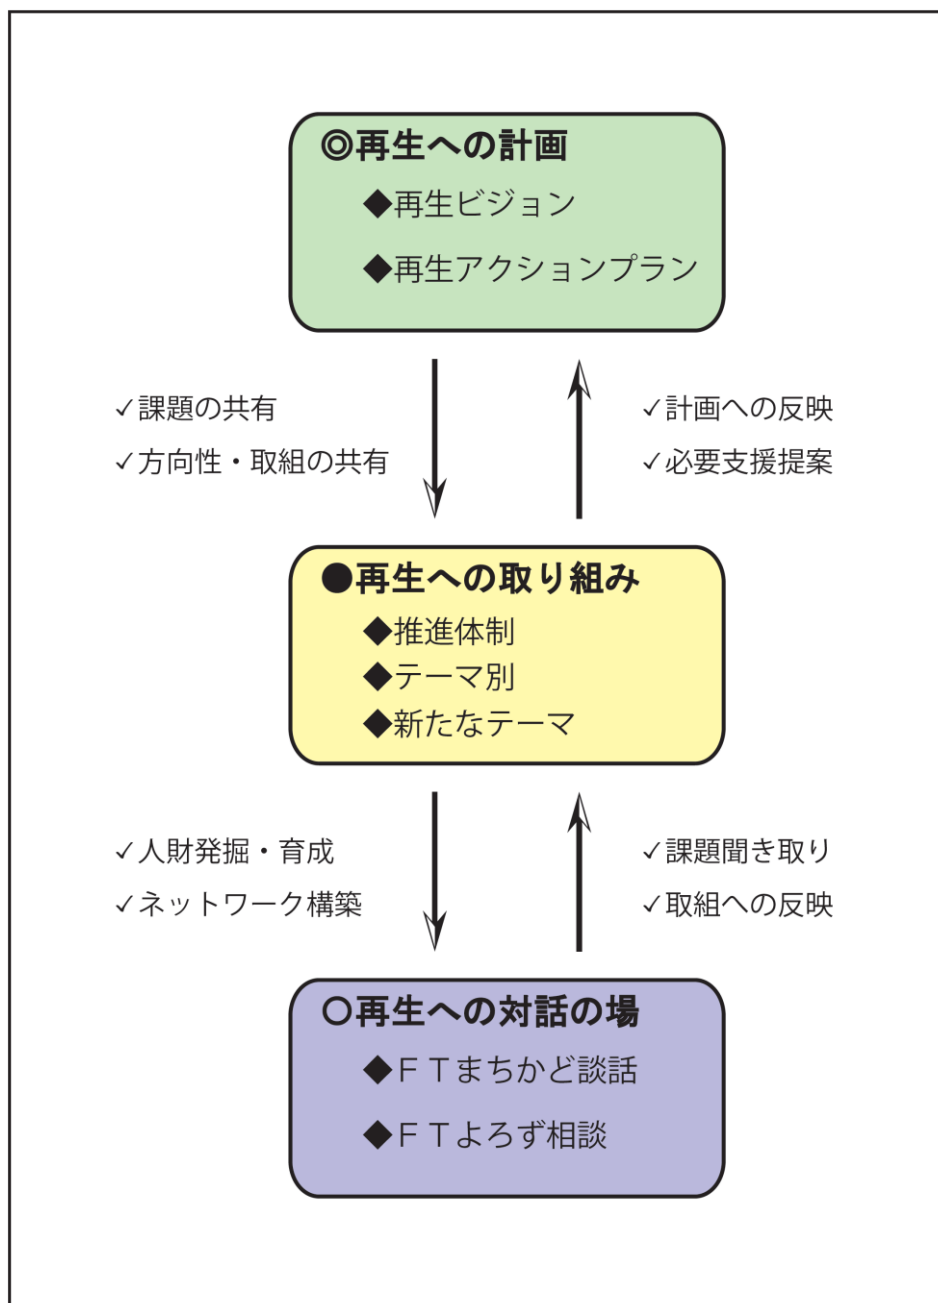 ◎再生への計画
◆再生ビジョン
◆再生アクションプラン
✓課題の共有
✓方向性・取組の共有
✓計画への反映
✓必要支援提案
●再生への取り組み
◆推進体制
◆テーマ別
◆新たなテーマ
✓人財発掘・育成
✓ネットワーク構築
✓課題聞き取り
✓取組への反映
〇再生への対話の場
◆ＦＴまちかど談話
◆ＦＴよろず相談